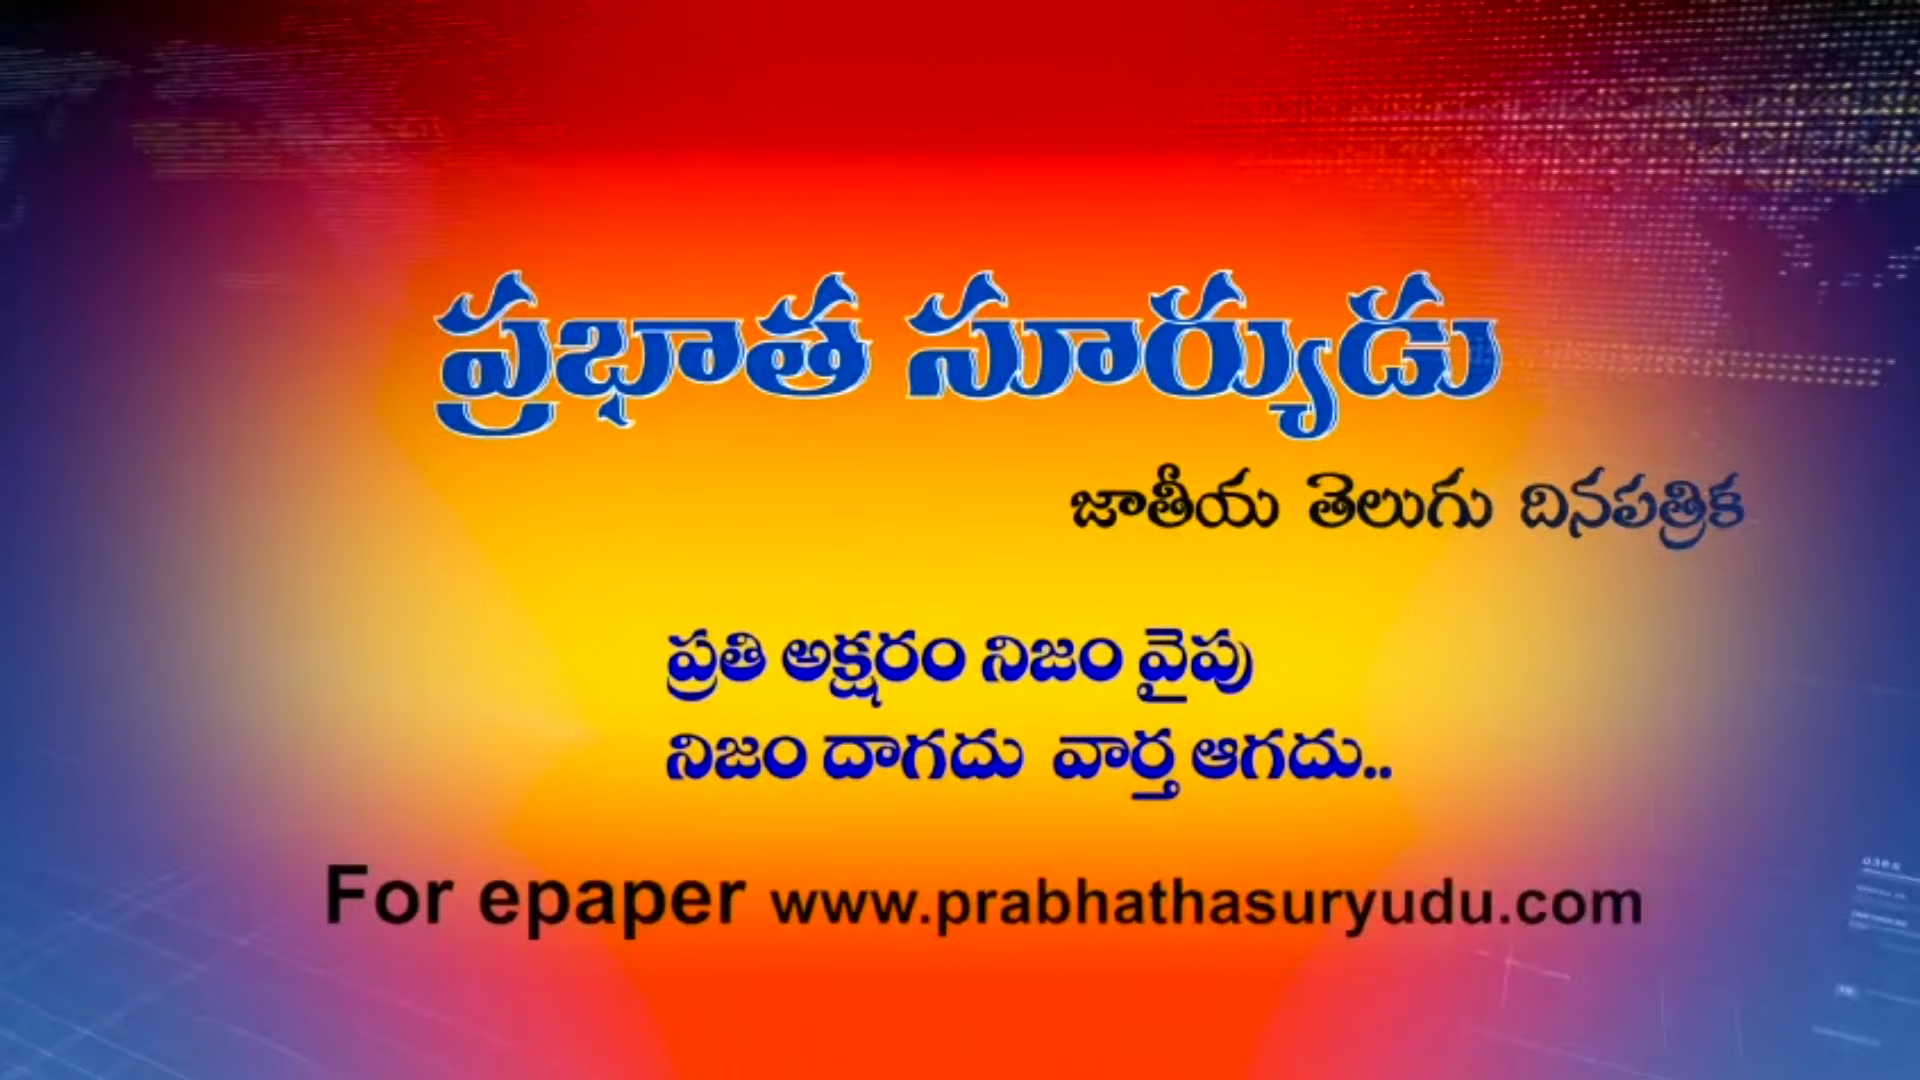 ప్రభాత సూర్యుడు
జాతీయ తెలుగు దినపత్రిక
ప్రతి అక్షరం నిజం వైపు
నిజం దాగదు వార్త ఆగదు..
For epaper www.prabhathasuryudu.com